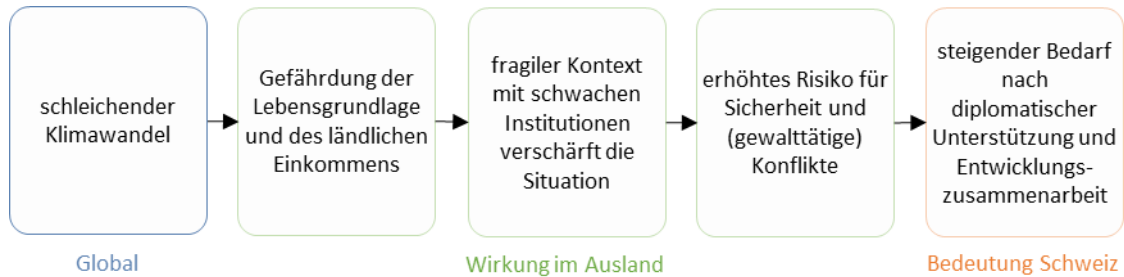 schleichender
Klimawandel
Gefährdung der
Lebensgrundlage
und des ländlichen
Einkommens
fragiler Kontext
mit schwachen
Institutionen
verschärft die
Situation
erhöhtes Risiko für
Sicherheit und
(gewalttätige)
Konflikte
steigender Bedarf
nach
diplomatischer
Unterstützung und
Entwicklungs-
zusammenarbeit
Global
Wirkung im Ausland
Bedeutung Schweiz